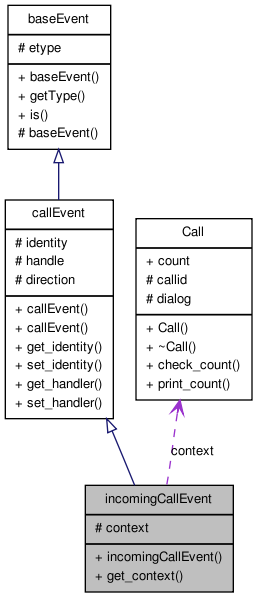 baseEvent
# etype
+ baseEvent()
+ getType()
+ is()
# baseEvent()
callEvent
# identity
# handle
# direction
+ callEvent()
+ callEvent()
+ get_identity()
+ set_identity()
+ get_handler()
+ set_handler()
Call
+ count
# callid
# dialog
+ Call()
+ ~Call()
+ check_count()
+ print_count()
context
incomingCallEvent
# context
+ incomingCallEvent()
+ get_context()